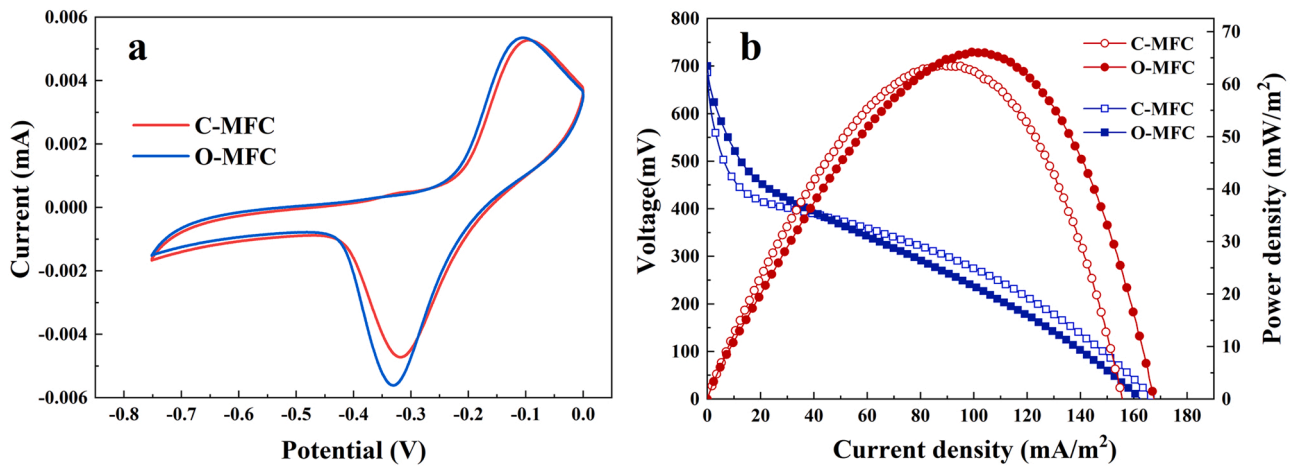 a
C-MFC
O-MFC
0.006
0.004
0.002
0.000
-0.002
-0.004
-0.006
Current (mA)
-0.8 -0.7 -0.6 -0.5 -0.4 -0.3 -0.2 -0.1 0.0
Potential (V)
b
C-MFC
O-MFC
C-MFC
O-MFC
800
700
600
500
400
300
200
100
0
Voltage(mV)
70
60
50
40
30
20
10
0
Power density (mW/m²)
0 20 40 60 80 100 120 140 160 180
Current density (mA/m²)